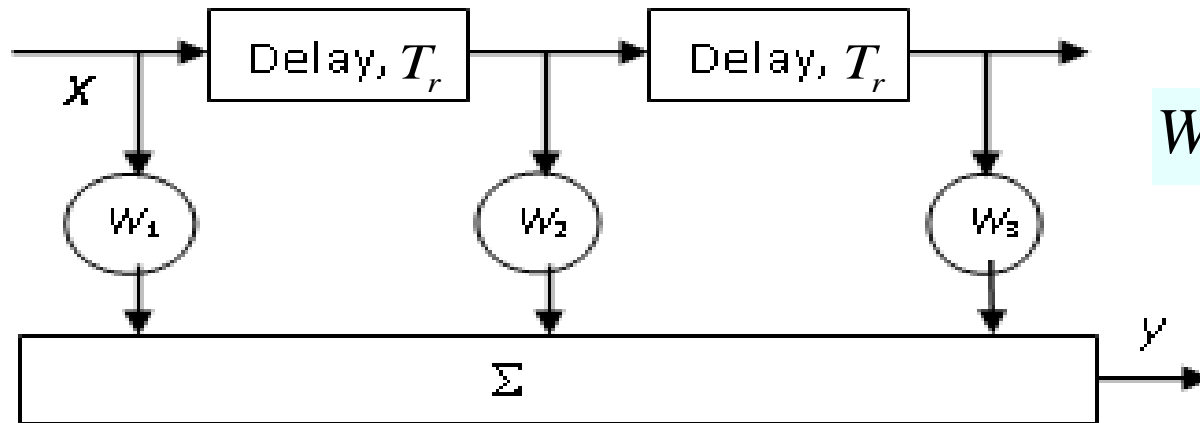 Delay, T_r Delay, T_r
X
W
W₁ W₂ W₃
y
Σ